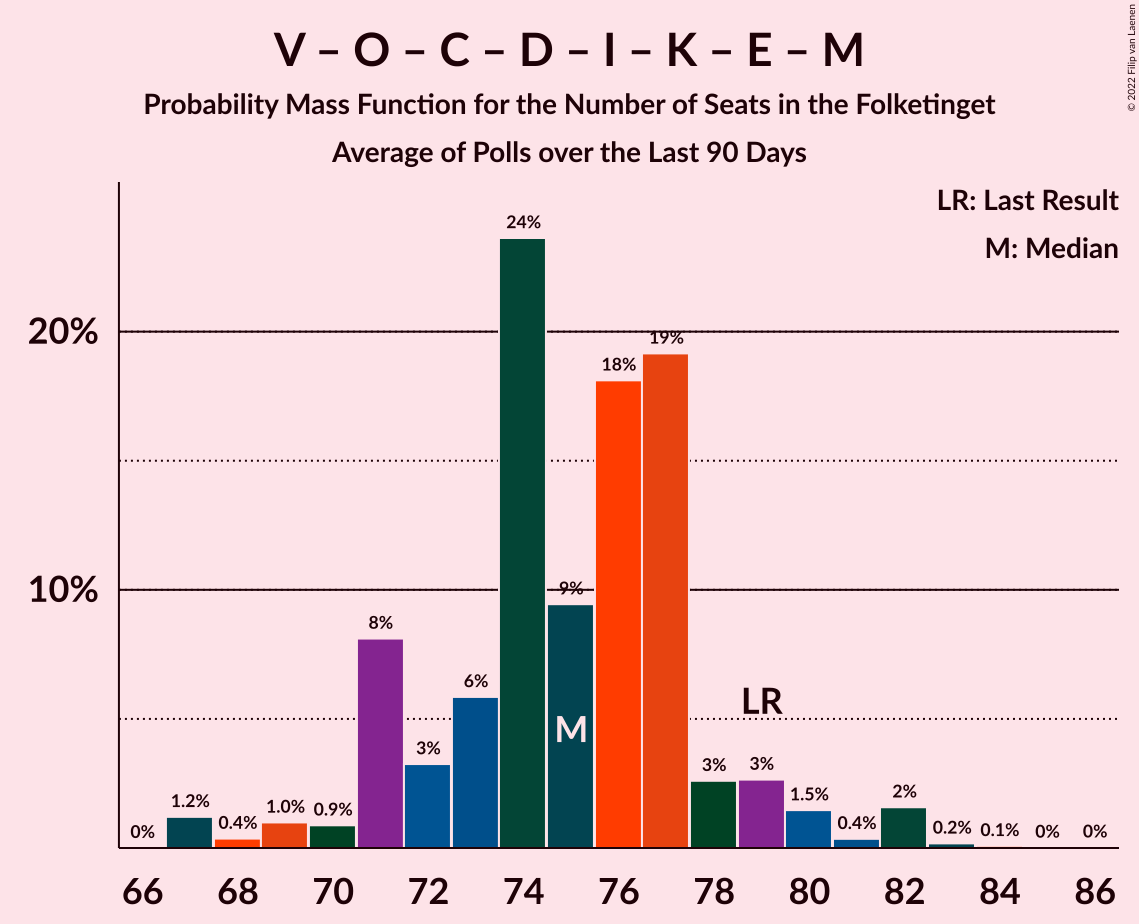 V – O – C – D – I – K – E – M
Probability Mass Function for the Number of Seats in the Folketinget
Average of Polls over the Last 90 Days
© 2022 Filip van Laenen
LR: Last Result
M: Median
24%
20%
19%
18%
10%
9%
8%
6%
LR
M
3%
3%
3%
1.5%
2%
1.2%
1.0%
0.9%
0.4%
0%
0.4%
0.2%
0.1%
0%
0%
66 68 70 72 74 76 78 80 82 84 86